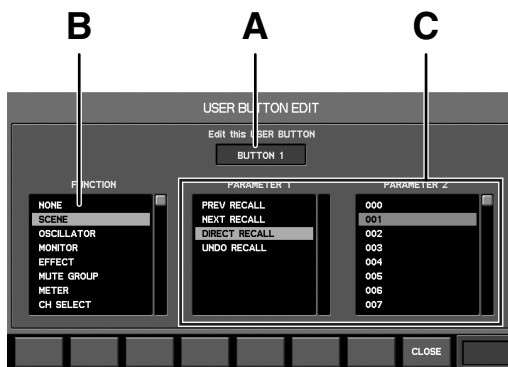 B A C
USER BUTTON EDIT
Edit this USER BUTTON
BUTTON 1
FUNCTION PARAMETER 1 PARAMETER 2
NONE PREV RECALL 000
SCENE NEXT RECALL 001
OSCILLATOR DIRECT RECALL 002
MONITOR UNDO RECALL 003
EFFECT 004
MUTE GROUP 005
METER 006
CH SELECT 007
CLOSE